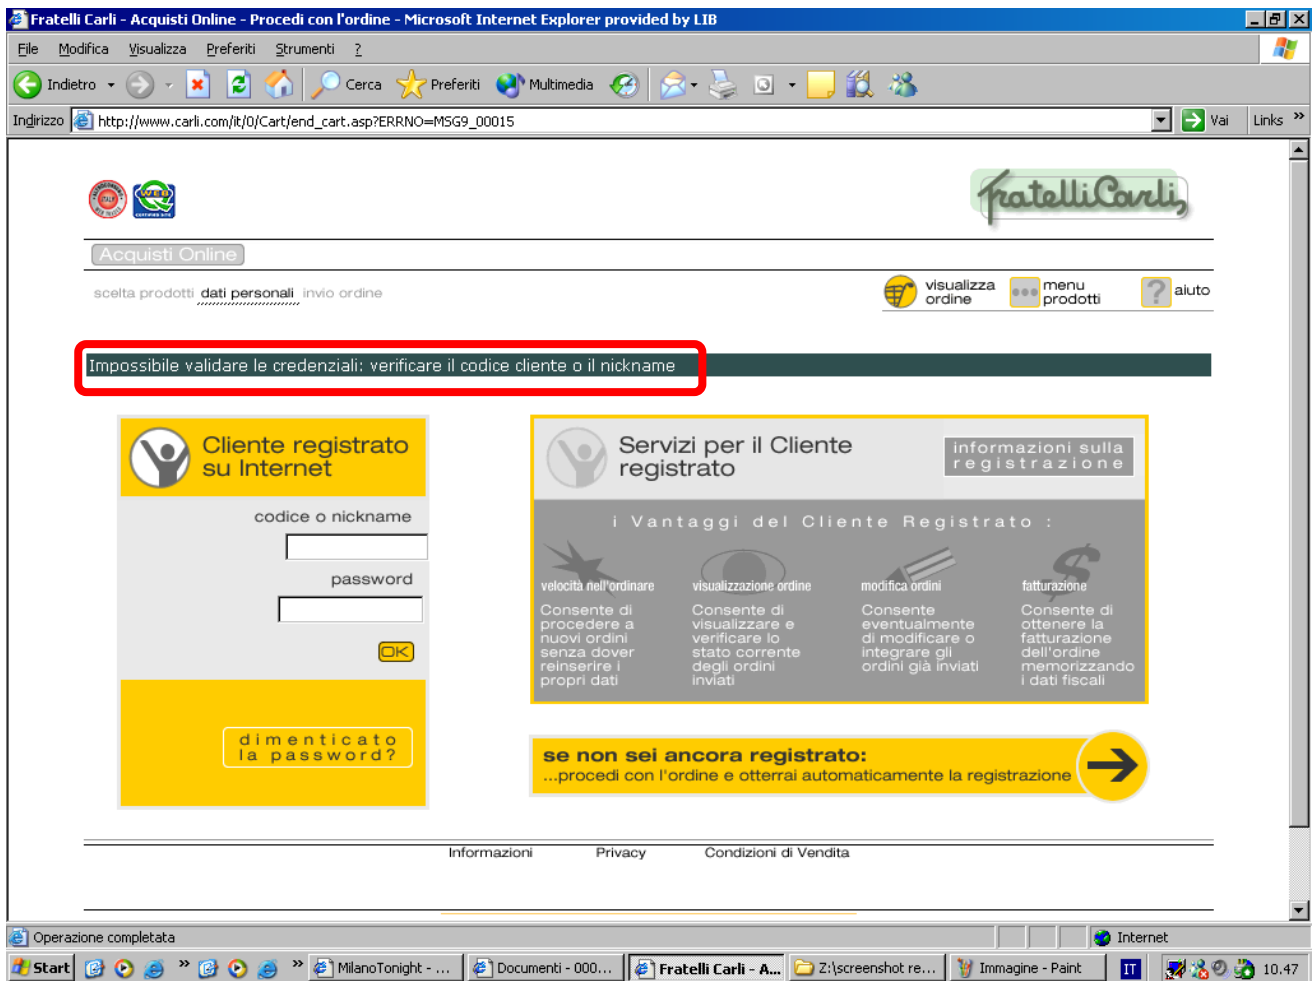 Fratelli Carli - Acquisti Online - Procedi con l'ordine - Microsoft Internet Explorer provided by LIB
File Modifica Visualizza Preferiti Strumenti ?
Indietro Cerca Preferiti Multimedia
Indirizzo http://www.carli.com/it/0/Cart/end_cart.asp?ERRNO=MSG9_00015 Vai Links »
ITALY WEB
CERTIFIED SITE
FratelliCarli
Acquisti Online
scelta prodotti dati personali invio ordine
visualizza ordine
menu prodotti
? aiuto
Impossibile validare le credenziali: verificare il codice cliente o il nickname
Cliente registrato
su Internet
codice o nickname
password
OK
dimenticato
la password?
Servizi per il Cliente
registrato
informazioni sulla
registrazione
i Vantaggi del Cliente Registrato :
velocità nell'ordinare
Consente di
procedere a
nuovi ordini
senza dover
reinserire i
propri dati
visualizzazione ordine
Consente di
visualizzare e
verificare lo
stato corrente
degli ordini
inviati
modifica ordini
Consente
eventualmente
di modificare o
integrare gli
ordini già inviati
$
fatturazione
Consente di
ottenere la
fatturazione
dell'ordine
memorizzando
i dati fiscali
se non sei ancora registrato:
...procedi con l'ordine e otterrai automaticamente la registrazione
Informazioni Privacy Condizioni di Vendita
Operazione completata Internet
Start » » MilanoTonight - ... Documenti - 000... Fratelli Carli - A... Z:\screenshot re... Immagine - Paint IT 10.47